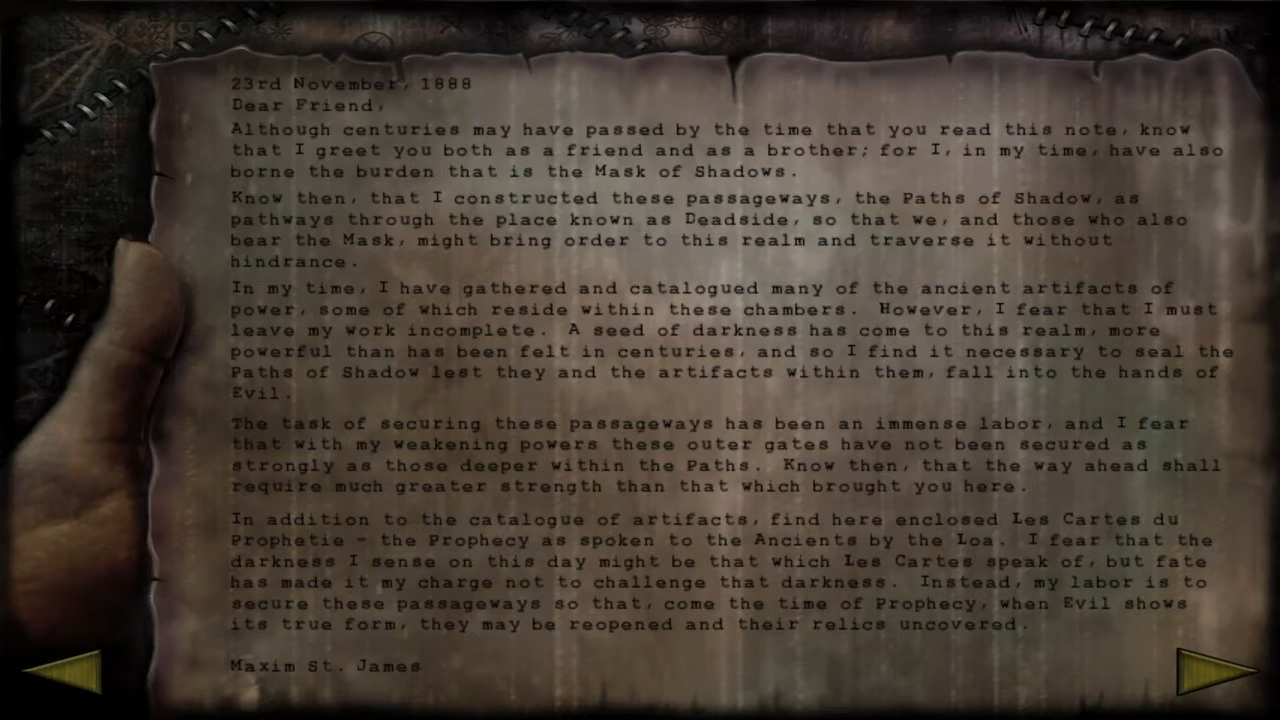 23rd November, 1888
Dear Friend,
Although centuries may have passed by the time that you read this note, know
that I greet you both as a friend and as a brother; for I, in my time, have also
borne the burden that is the Mask of Shadows.
Know then, that I constructed these passageways, the Paths of Shadow, as
pathways through the place known as Deadside, so that we, and those who also
bear the Mask, might bring order to this realm and traverse it without
hindrance.
In my time, I have gathered and catalogued many of the ancient artifacts of
power, some of which reside within these chambers.  However, I fear that I must
leave my work incomplete.  A seed of darkness has come to this realm, more
powerful than has been felt in centuries, and so I find it necessary to seal the
Paths of Shadow lest they and the artifacts within them, fall into the hands of
Evil.
The task of securing these passageways has been an immense labor, and I fear
that with my weakening powers these outer gates have not been secured as
strongly as those deeper within the Paths.  Know then, that the way ahead shall
require much greater strength than that which brought you here.
In addition to the catalogue of artifacts, find here enclosed Les Cartes du
Prophetie - the Prophecy as spoken to the Ancients by the Loa.  I fear that the
darkness I sense on this day might be that which Les Cartes speak of, but fate
has made it my charge not to challenge that darkness.  Instead, my labor is to
secure these passageways so that, come the time of Prophecy, when Evil shows
its true form, they may be reopened and their relics uncovered.
Maxim St. James